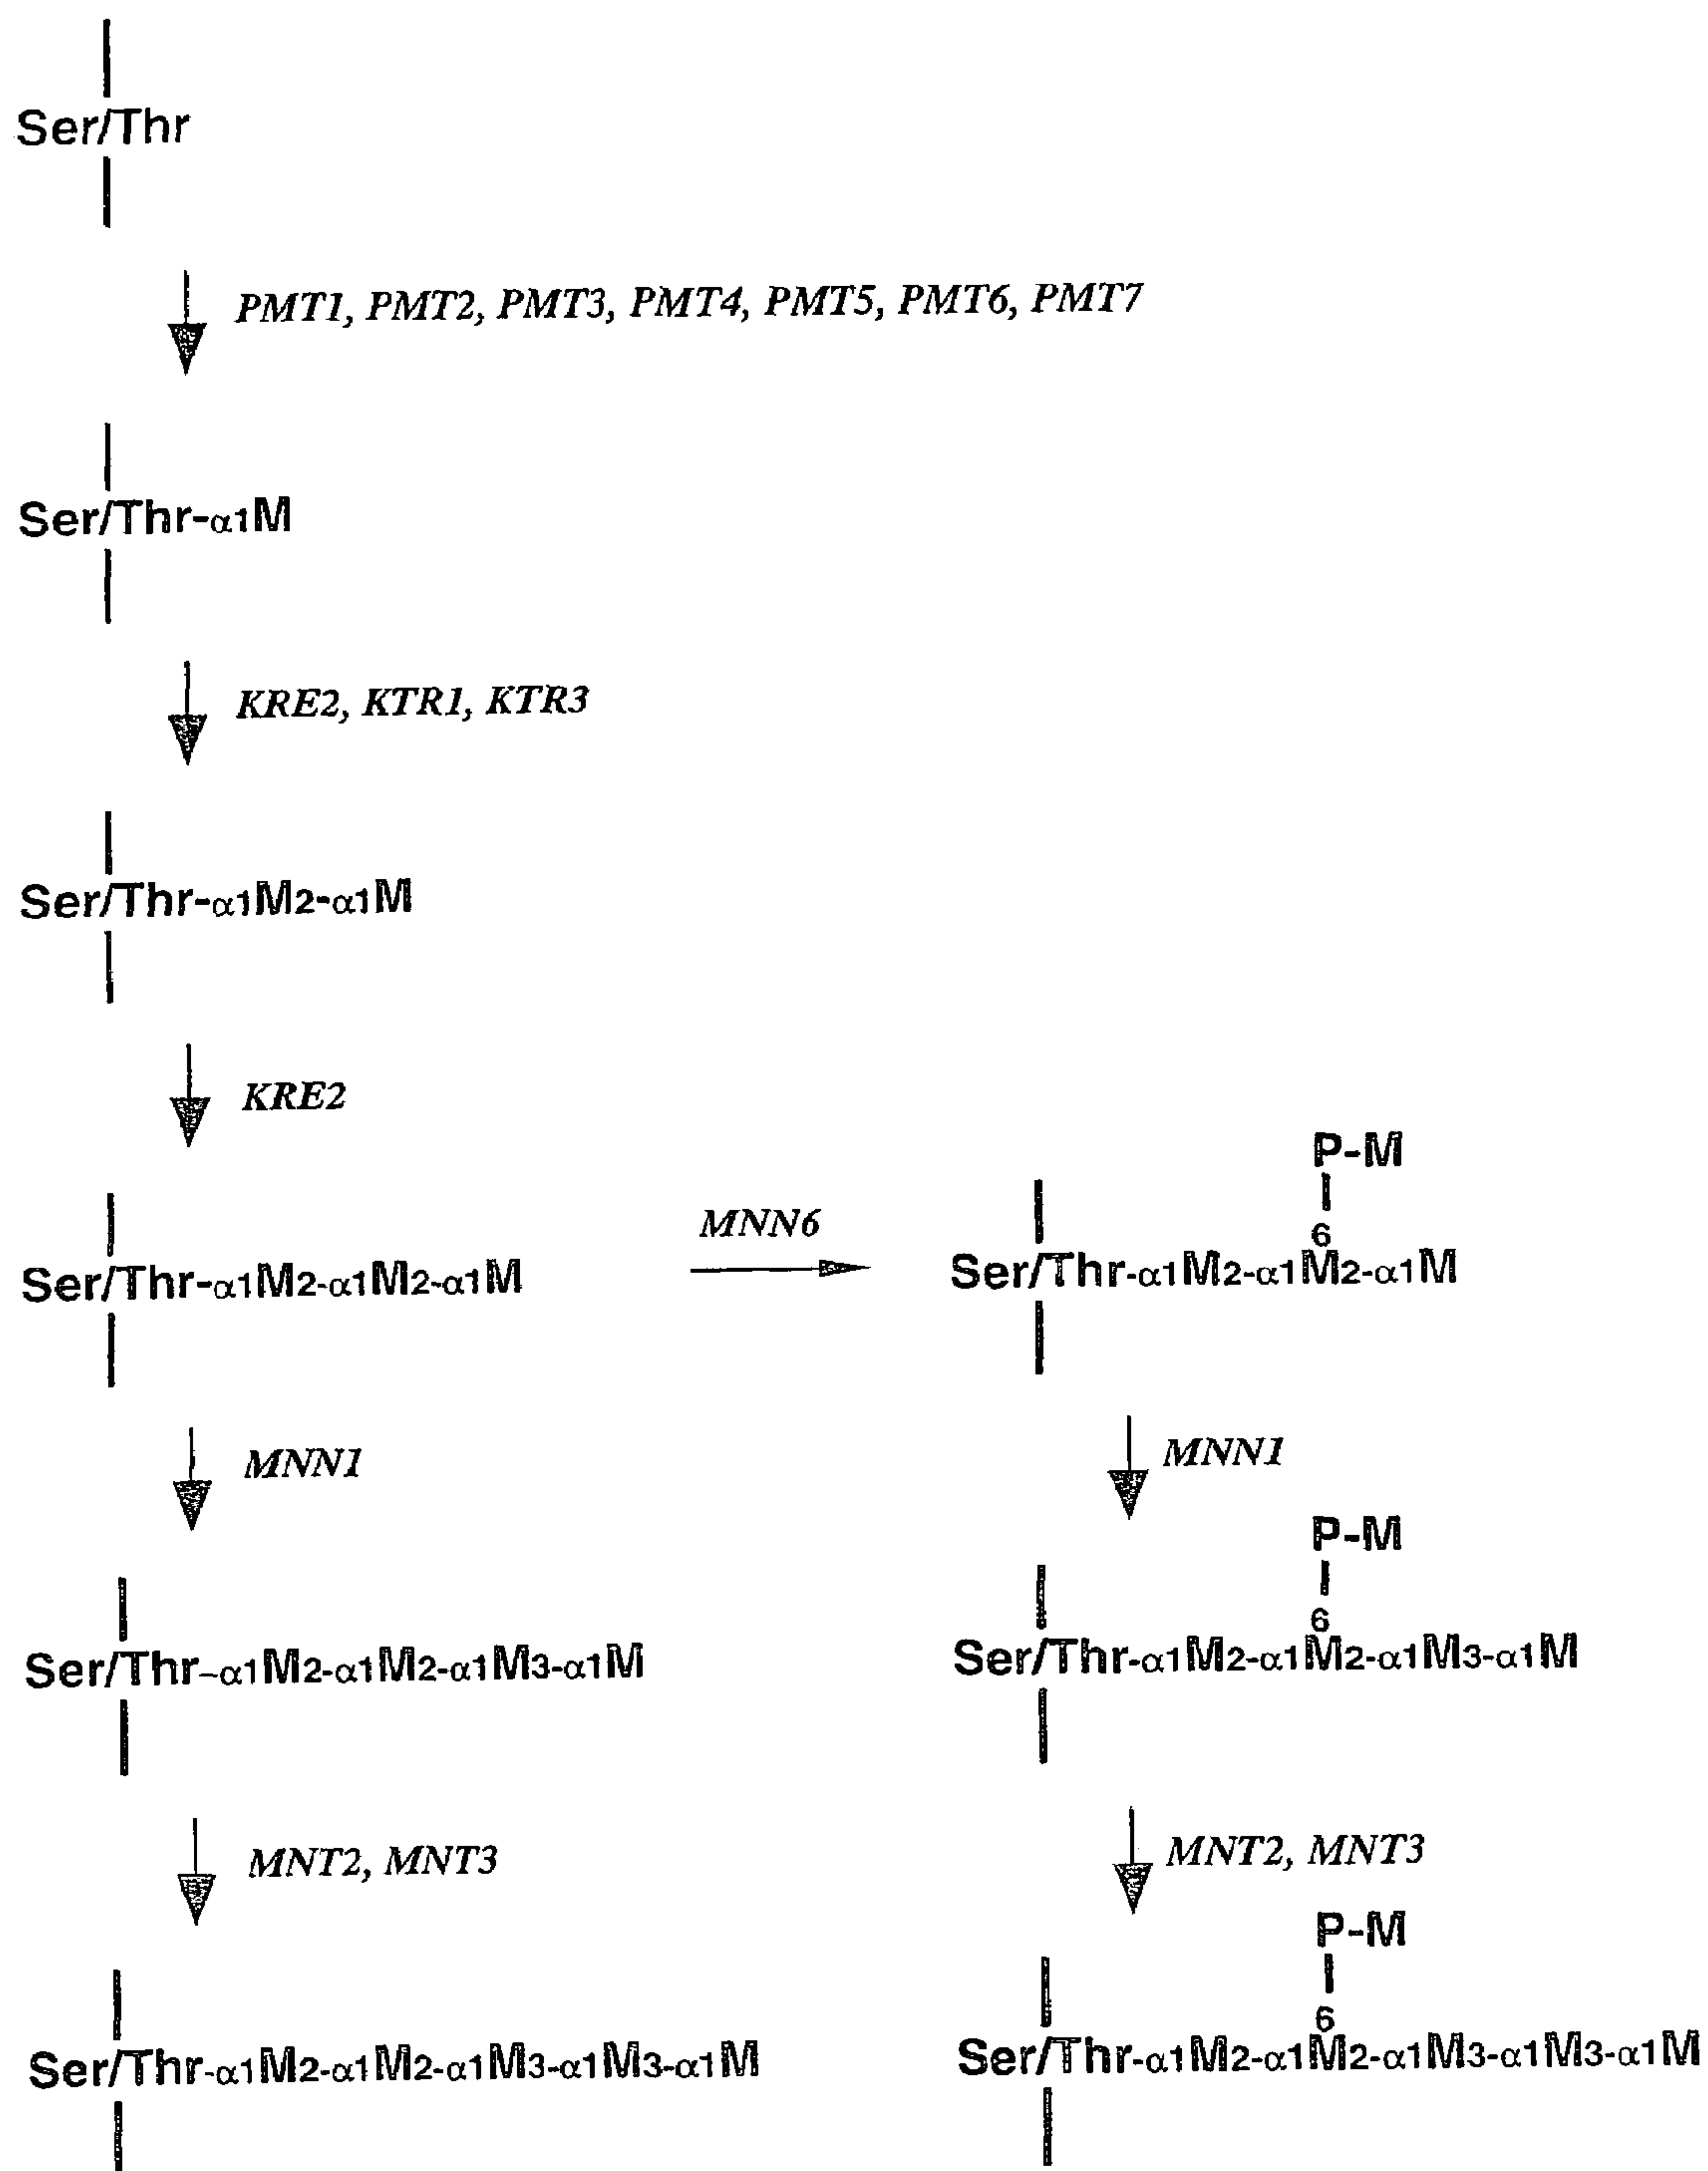 Ser/Thr
PMT1, PMT2, PMT3, PMT4, PMT5, PMT6, PMT7
Ser/Thr-α1M
KRE2, KTR1, KTR3
Ser/Thr-α1M2-α1M
KRE2
Ser/Thr-α1M2-α1M2-α1M
MNN6
P-M
6
Ser/Thr-α1M2-α1M2-α1M
MNN1
MNN1
Ser/Thr-α1M2-α1M2-α1M3-α1M
P-M
6
Ser/Thr-α1M2-α1M2-α1M3-α1M
MNT2, MNT3
MNT2, MNT3
Ser/Thr-α1M2-α1M2-α1M3-α1M3-α1M
P-M
6
Ser/Thr-α1M2-α1M2-α1M3-α1M3-α1M